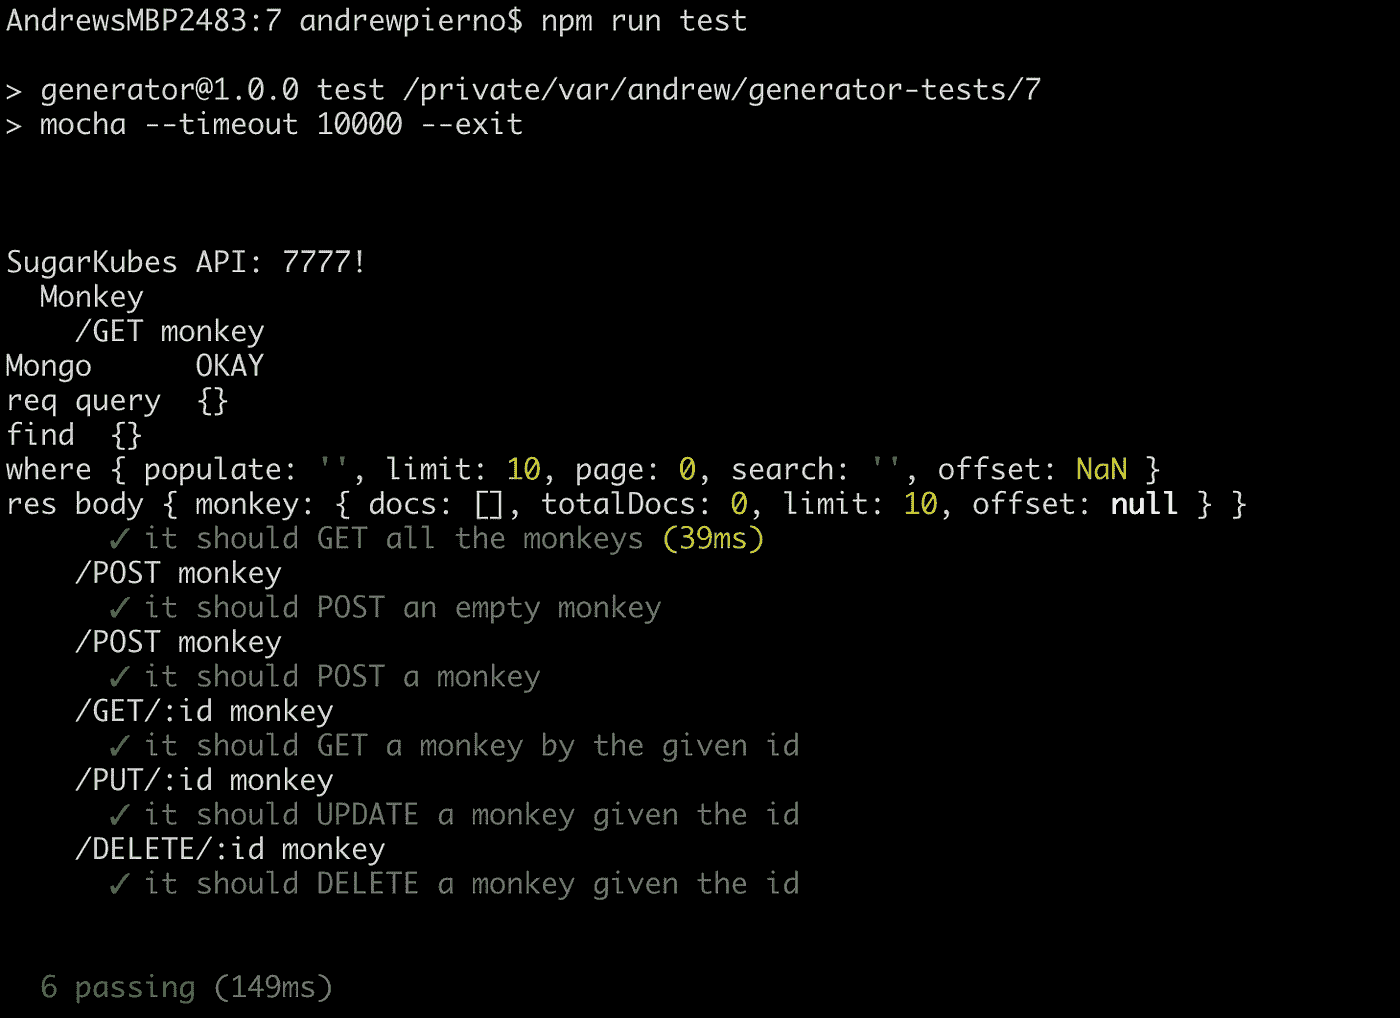 AndrewsMBP2483:7 andrewpierno$ npm run test
> generator@1.0.0 test /private/var/andrew/generator-tests/7
> mocha --timeout 10000 --exit
SugarKubes API: 7777!
Monkey
/GET monkey
Mongo OKAY
req query {}
find {}
where { populate: '', limit: 10, page: 0, search: '', offset: NaN }
res body { monkey: { docs: [], totalDocs: 0, limit: 10, offset: null } }
✓ it should GET all the monkeys (39ms)
/POST monkey
✓ it should POST an empty monkey
/POST monkey
✓ it should POST a monkey
/GET/:id monkey
✓ it should GET a monkey by the given id
/PUT/:id monkey
✓ it should UPDATE a monkey given the id
/DELETE/:id monkey
✓ it should DELETE a monkey given the id
6 passing (149ms)